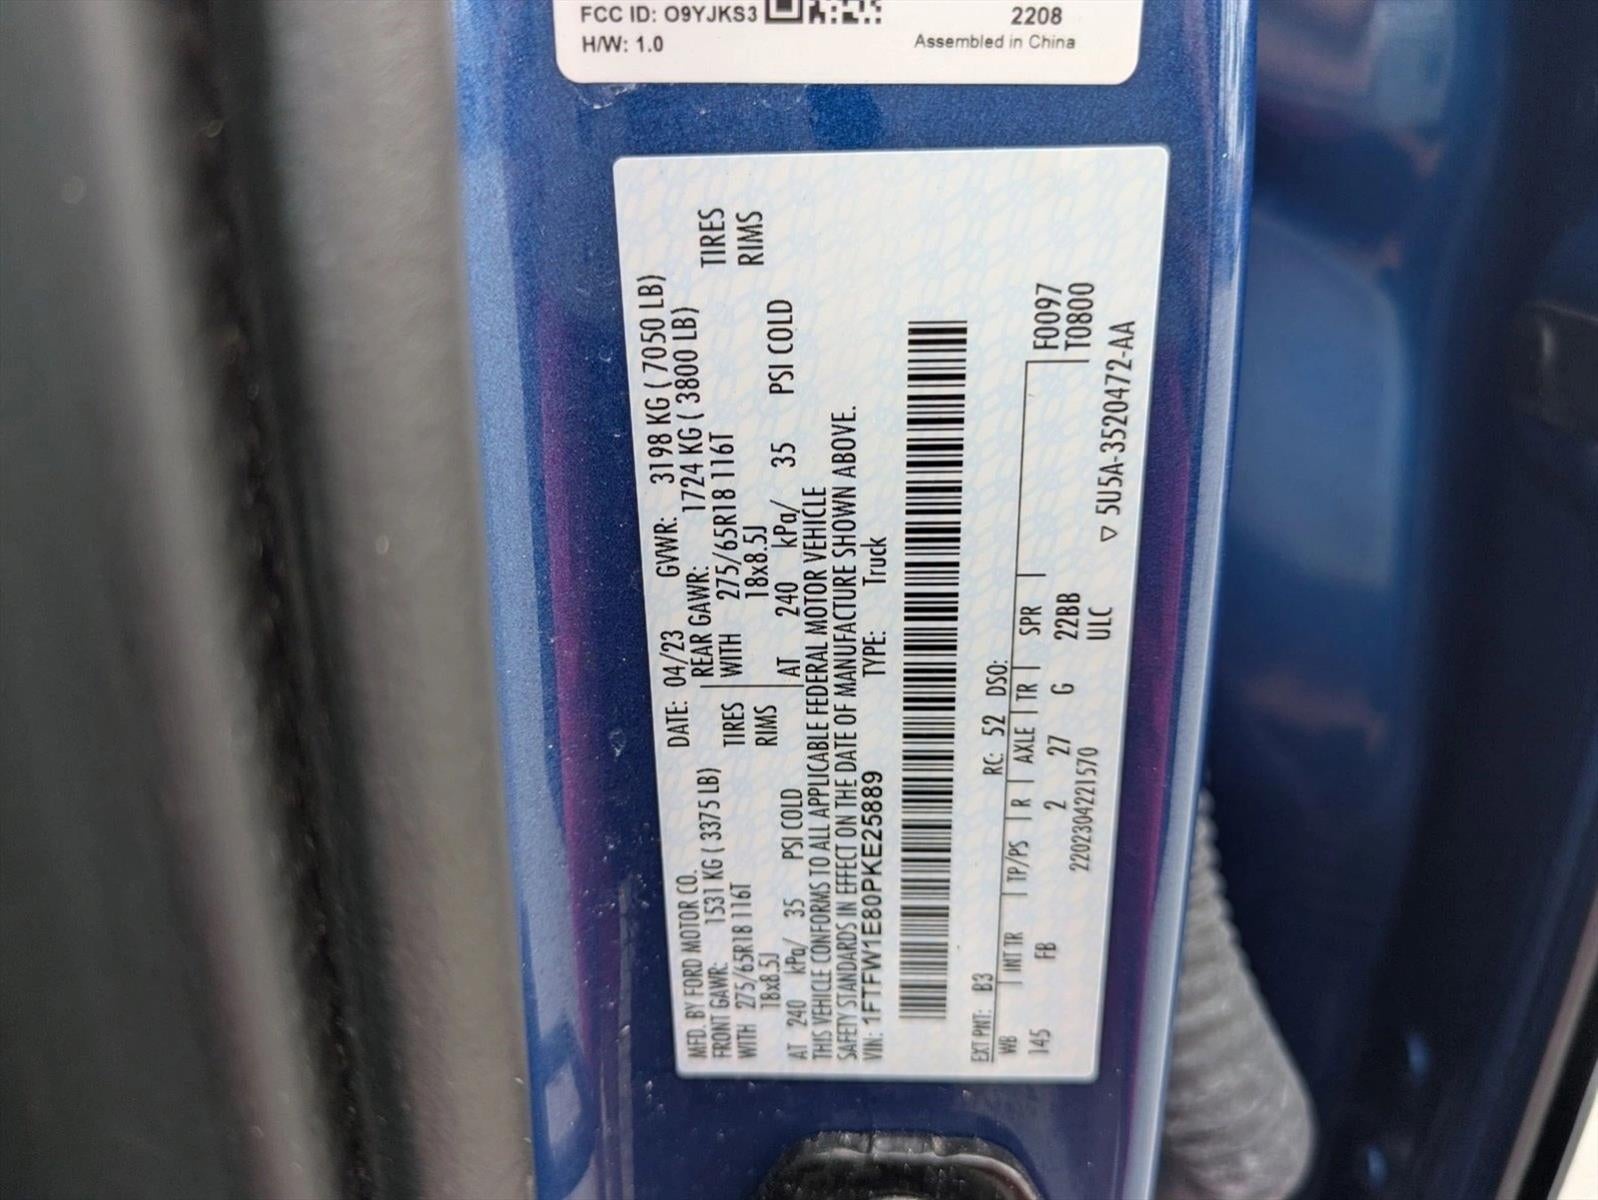 FCC ID: O9YJKS3
H/W: 1.0
2208
Assembled in China
MFD. BY FORD MOTOR CO. DATE: 04/23 GVWR: 3198 KG ( 7050 LB)
FRONT GAWR: 1531 KG ( 3375 LB) REAR GAWR: 1724 KG ( 3800 LB)
WITH 275/65R18 116T TIRES WITH 275/65R18 116T TIRES
18x8.5J RIMS 18x8.5J RIMS
AT 240 kPa/ 35 PSI COLD AT 240 kPa/ 35 PSI COLD
THIS VEHICLE CONFORMS TO ALL APPLICABLE FEDERAL MOTOR VEHICLE
SAFETY STANDARDS IN EFFECT ON THE DATE OF MANUFACTURE SHOWN ABOVE.
VIN: 1FTFW1E80PKE25889 TYPE: Truck
EXT PNT: B3 RC: 52 DSO:
WB INT TR TP/PS R AXLE TR SPR F0097
145 FB 2 27 G 22BB T0800
2202304221570 ULC
▽ 5U5A-3520472-AA